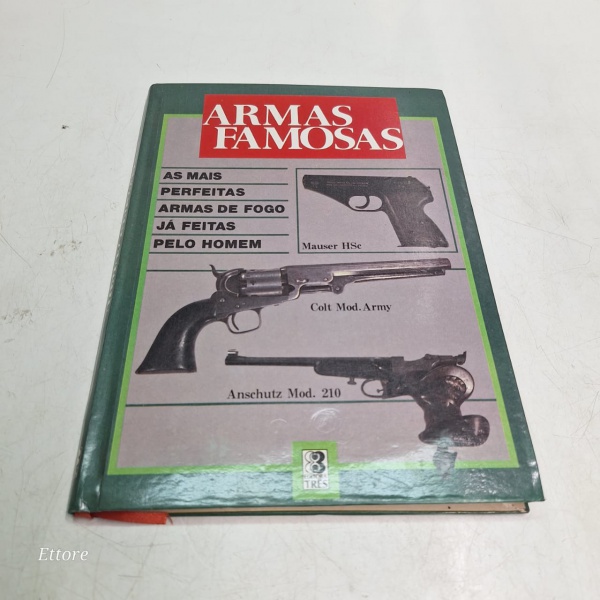 ARMAS
FAMOSAS
AS MAIS
PERFEITAS
ARMAS DE FOGO
JÁ FEITAS
PELO HOMEM
Mauser HSc
Colt Mod. Army
Anschutz Mod. 210
TRÊS
Ettore